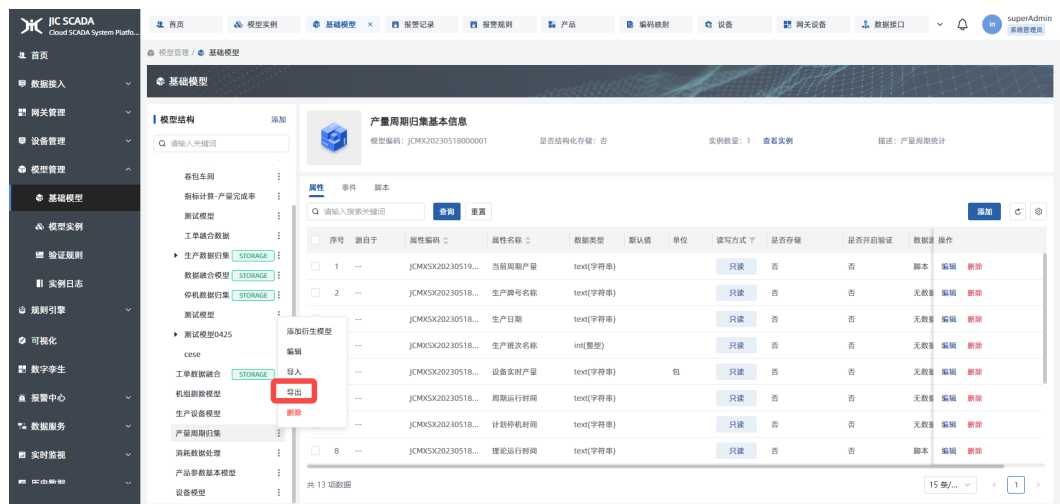 JIC SCADA
Cloud SCADA System Platfo...
首页
模型实例
基础模型 ×
报警记录
报警规则
产品
编码映射
设备
网关设备
数据接口
in
superAdmin
系统管理员
首页
数据接入
网关管理
设备管理
模型管理
基础模型
模型实例
验证规则
实例日志
规则引擎
可视化
数字孪生
报警中心
数据服务
实时监视
历史数据
模型管理 / 基础模型
基础模型
模型结构 添加
请输入关键词
卷包车间
指标计算-产量完成率
测试模型
工单融合数据
生产数据归集 STORAGE
数据融合模型 STORAGE
停机数据归集 STORAGE
测试模型
测试模型0425
cese
工单数据融合 STORAGE
机组剔除模型
生产设备模型
产量周期归集
消耗数据处理
产品参数基本模型
设备模型
添加衍生模型
编辑
导入
导出
删除
产量周期归集基本信息
模型编码：JCMX20230518000001 是否结构化存储：否 实例数量：1 查看实例 描述：产量周期统计
属性 事件 脚本
请输入搜索关键词 查询 重置 添加
序号 源自于 属性编码 属性名称 数据类型 默认值 单位 读写方式 是否存储 是否开启验证 数据源 操作
1 -- JCMXSX20230519... 当前周期产量 text(字符串) 只读 否 否 脚本 编辑 删除
2 -- JCMXSX20230518... 生产牌号名称 text(字符串) 只读 否 否 无数据 编辑 删除
-- JCMXSX20230518... 生产日期 text(字符串) 只读 否 否 无数据 编辑 删除
-- JCMXSX20230518... 生产班次名称 int(整型) 只读 否 否 无数据 编辑 删除
-- JCMXSX20230518... 设备实时产量 text(字符串) 包 只读 否 否 无数据 编辑 删除
-- JCMXSX20230518... 周期运行时间 text(字符串) 只读 否 否 无数据 编辑 删除
-- JCMXSX20230518... 计划停机时间 text(字符串) 只读 否 否 无数据 编辑 删除
8 -- JCMXSX20230518... 理论运行时间 text(字符串) 只读 否 否 脚本 编辑 删除
共 13 项数据
15 条/... < 1 >